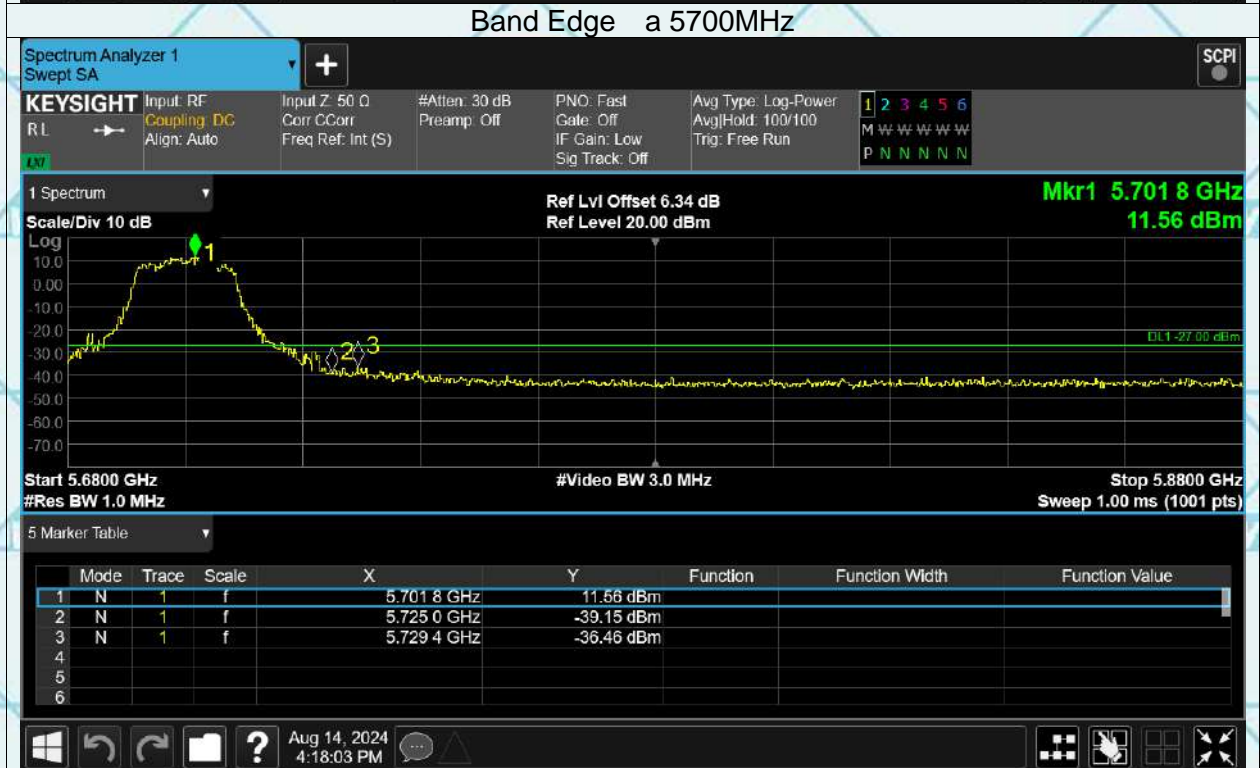 Band Edge a 5700MHz
Spectrum Analyzer 1
Swept SA
+
SCPI
KEYSIGHT Input: RF Input Z: 50 Ω #Atten: 30 dB PNO: Fast Avg Type: Log-Power 1 2 3 4 5 6
RL Coupling: DC Corr CCorr Preamp: Off Gate: Off Avg|Hold: 100/100 M W W W W W
Align: Auto Freq Ref: Int (S) IF Gain: Low Trig: Free Run P N N N N N
LXI Sig Track: Off
1 Spectrum Ref Lvl Offset 6.34 dB Mkr1 5.701 8 GHz
Scale/Div 10 dB Ref Level 20.00 dBm 11.56 dBm
Log
1
10.0
0.00
-10.0
-20.0
DL1 -27.00 dBm
-30.0
2 3
-40.0
-50.0
-60.0
-70.0
Start 5.6800 GHz #Video BW 3.0 MHz Stop 5.8800 GHz
#Res BW 1.0 MHz Sweep 1.00 ms (1001 pts)
5 Marker Table
Mode Trace Scale X Y Function Function Width Function Value
1 N 1 f 5.701 8 GHz 11.56 dBm
2 N 1 f 5.725 0 GHz -39.15 dBm
3 N 1 f 5.729 4 GHz -36.46 dBm
4
5
6
? Aug 14, 2024
4:18:03 PM